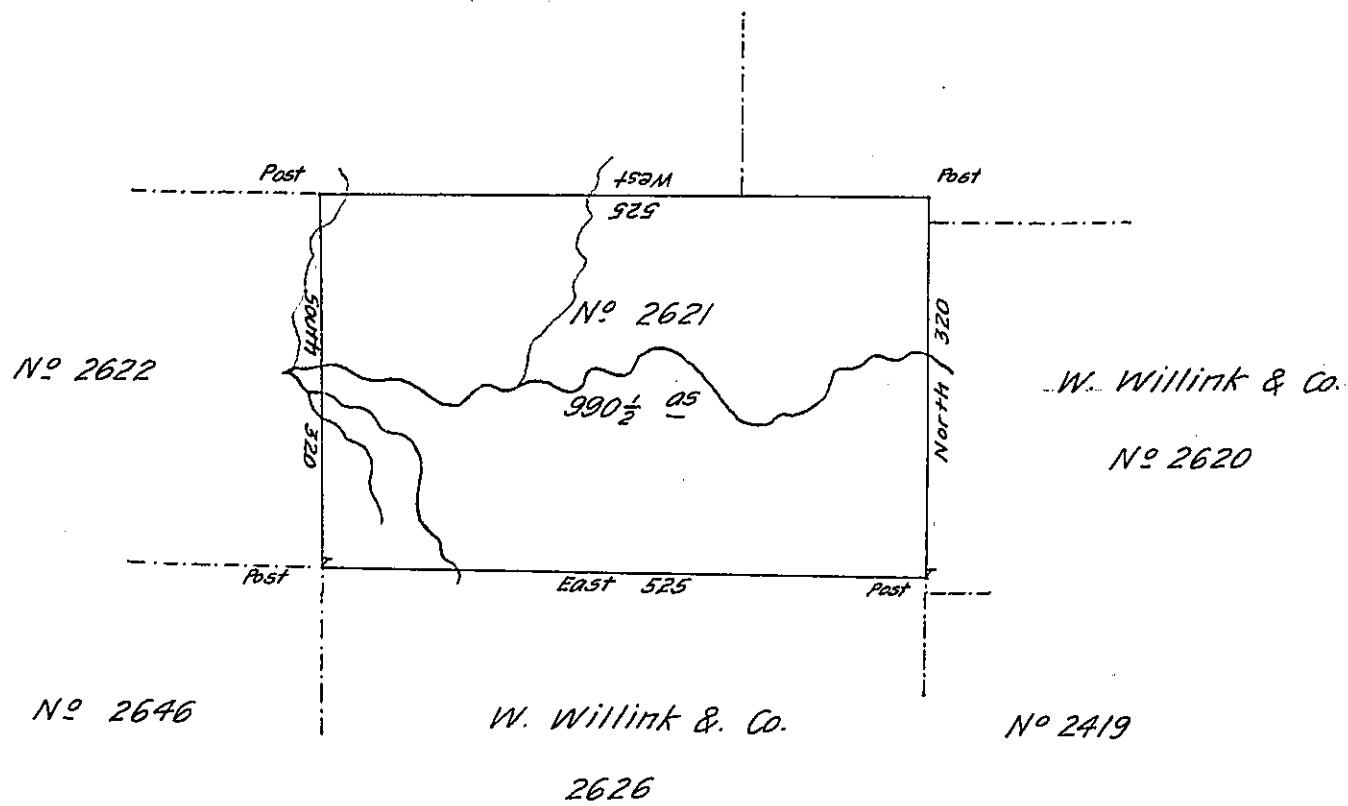 Post
West
525
Post
Nº 2621
South 320
North 320
Nº 2622
990½ as
W. Willink & Co.
Nº 2620
Post
East 525
Post
Nº 2646
W. Willink &. Co.
2626
Nº 2419